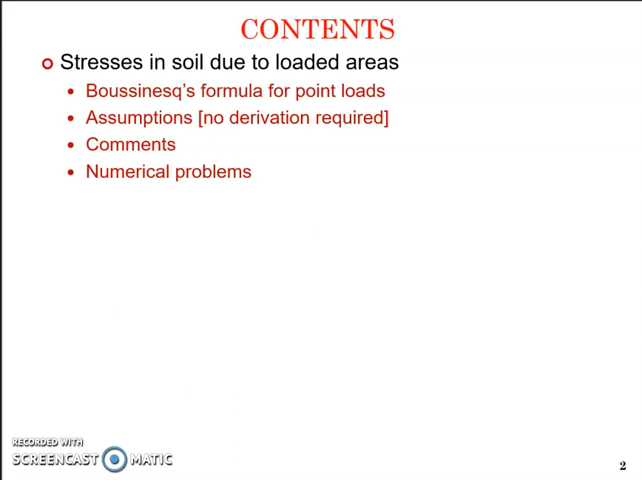 CONTENTS
Stresses in soil due to loaded areas
Boussinesq's formula for point loads
Assumptions [no derivation required]
Comments
Numerical problems
RECORDED WITH
SCREENCAST MATIC
2